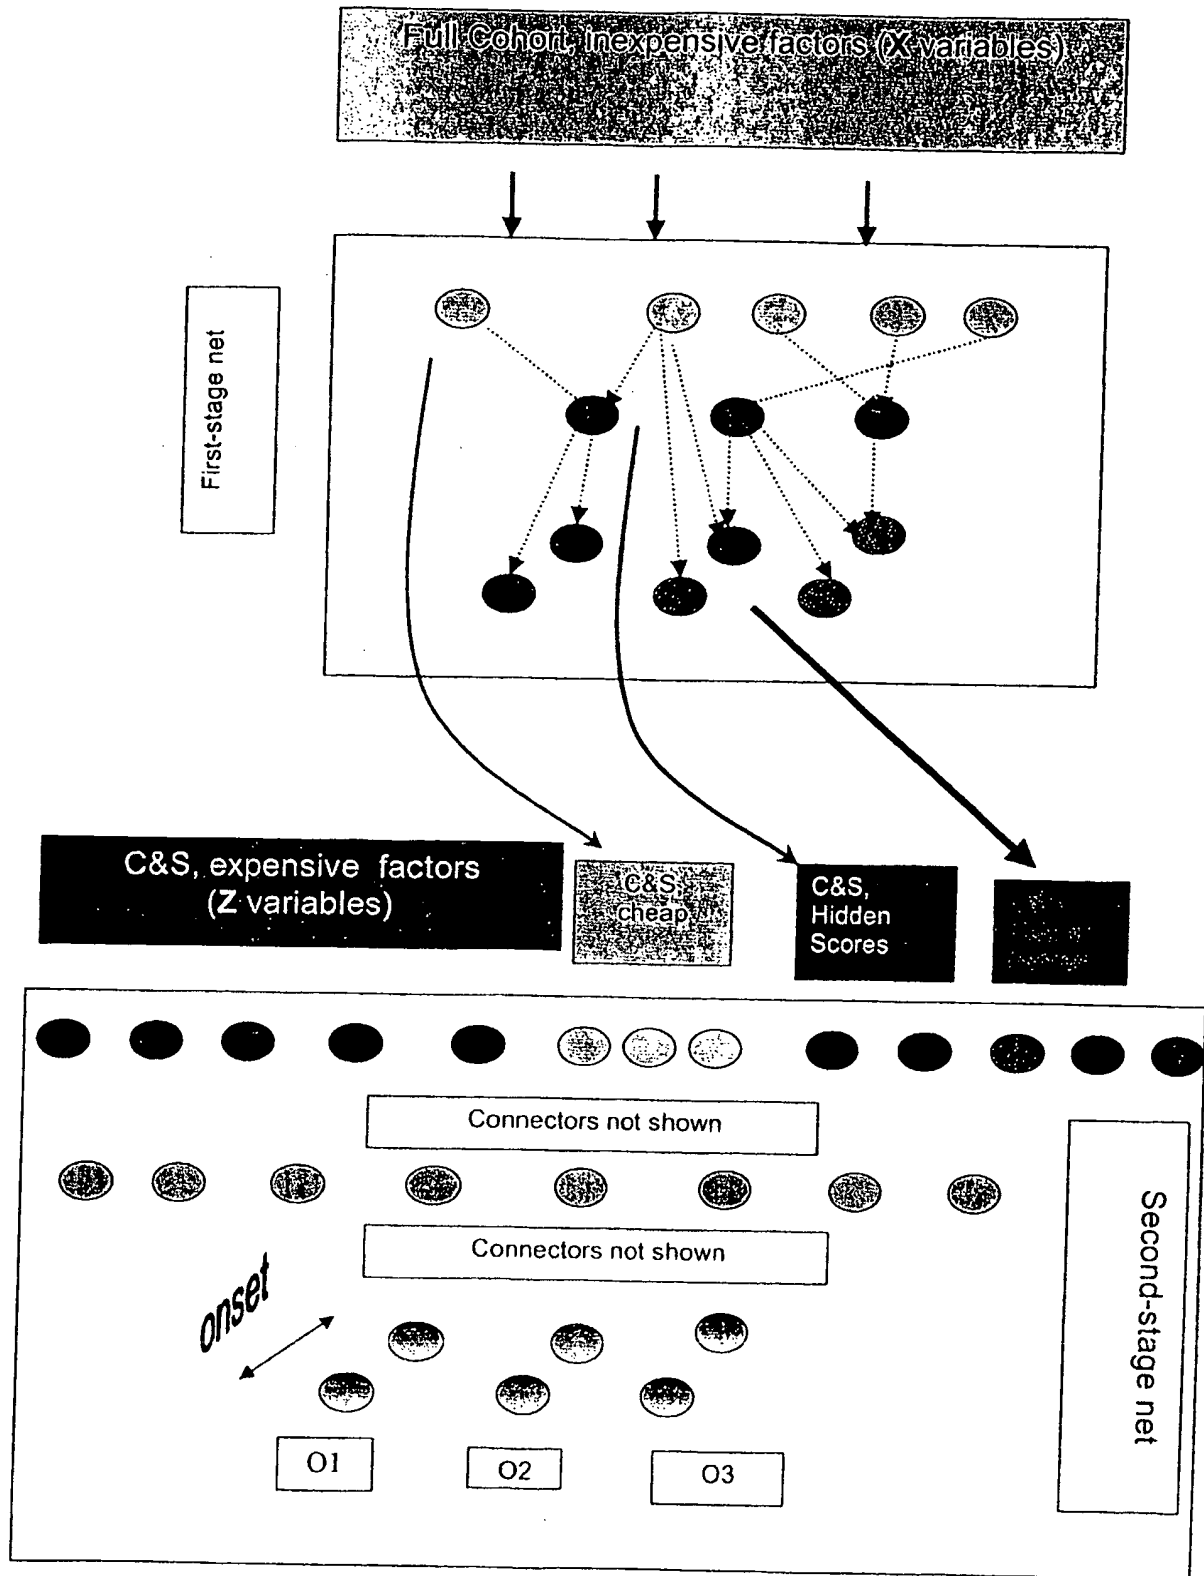 Full Cohort, inexpensive factors (X variables)
First-stage net
C&S, expensive factors
(Z variables)
C&S,
cheap
C&S,
Hidden
Scores
Connectors not shown
Connectors not shown
onset
Second-stage net
O1
O2
O3